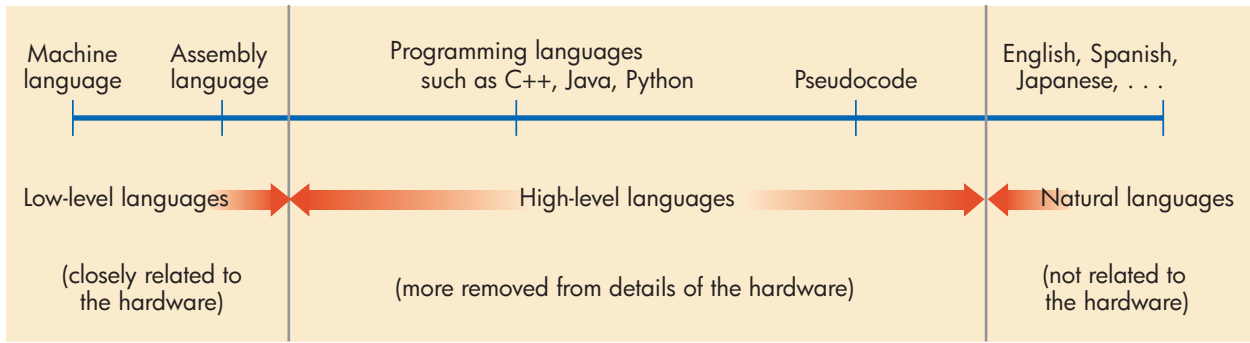 Machine
language
Assembly
language
Programming languages
such as C++, Java, Python
Pseudocode
English, Spanish,
Japanese, . . .
Low-level languages
High-level languages
Natural languages
(closely related to
the hardware)
(more removed from details of the hardware)
(not related to
the hardware)